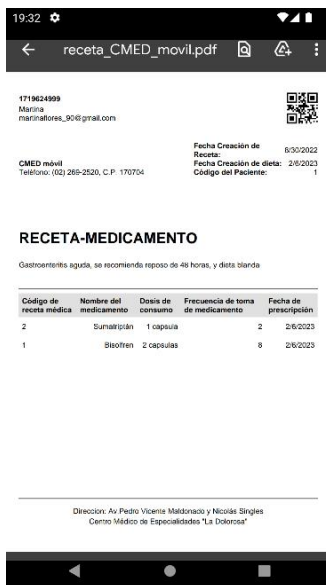 19:32
receta_CMED_movil.pdf
1719624999
Martina
martinaflores_90@gmail.com
Fecha Creación de Receta: 8/30/2022
CMED móvil
Fecha Creación de dieta: 2/6/2023
Teléfono: (02) 269-2520, C.P. 170704
Código del Paciente: 1
RECETA-MEDICAMENTO
Gastroenteritis aguda, se recomienda reposo de 48 horas, y dieta blanda
Código de receta médica Nombre del medicamento Dosis de consumo Frecuencia de toma de medicamento Fecha de prescripción
2 Sumatriptán 1 capsula 2 2/6/2023
1 Bisolfren 2 capsulas 8 2/6/2023
Direccion: Av Pedro Vicente Maldonado y Nicolás Singles
Centro Médico de Especialidades "La Dolorosa"